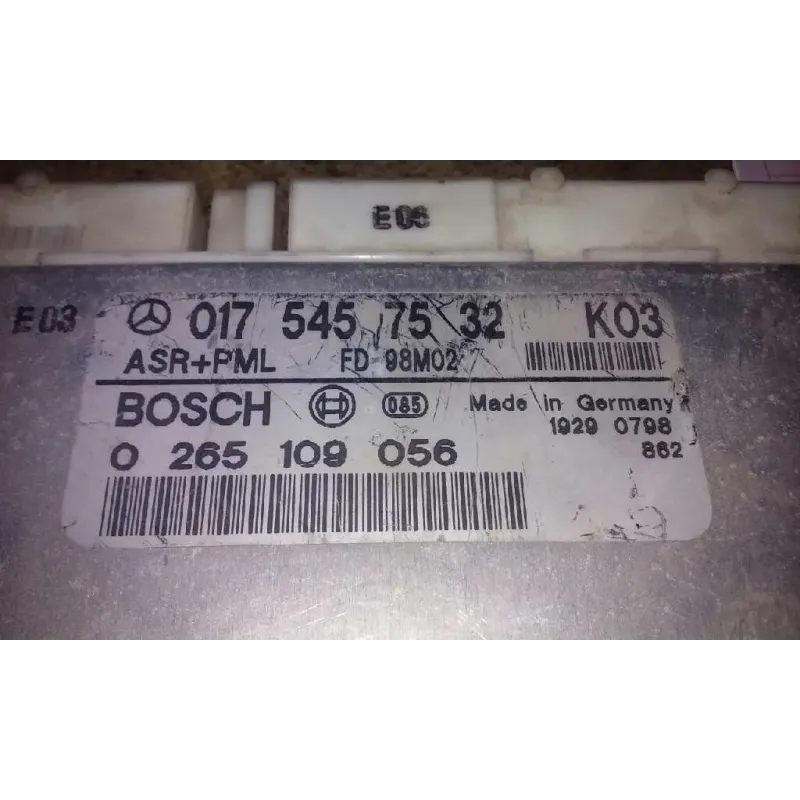 E06
E03
017 545 75 32 K03
ASR+PML FD 98M02
BOSCH 085 Made in Germany
1929 0798
0 265 109 056 862